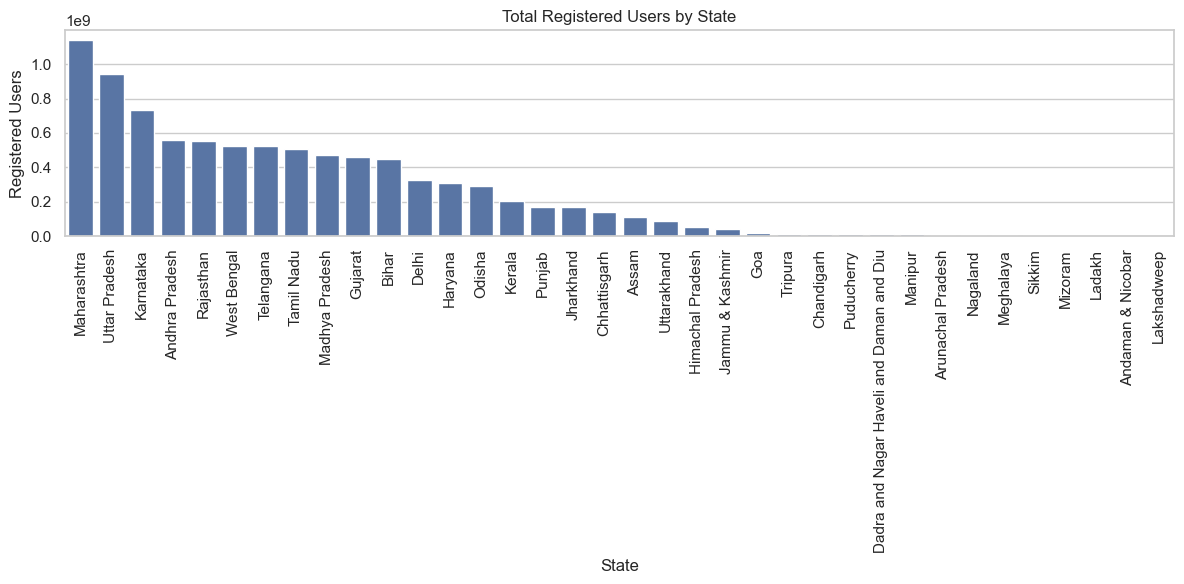 Total Registered Users by State
1e9
Registered Users
1.0
0.8
0.6
0.4
0.2
0.0
Maharashtra
Uttar Pradesh
Karnataka
Andhra Pradesh
Rajasthan
West Bengal
Telangana
Tamil Nadu
Madhya Pradesh
Gujarat
Bihar
Delhi
Haryana
Odisha
Kerala
Punjab
Jharkhand
Chhattisgarh
Assam
Uttarakhand
Himachal Pradesh
Jammu & Kashmir
Goa
Tripura
Chandigarh
Puducherry
Dadra and Nagar Haveli and Daman and Diu
Manipur
Arunachal Pradesh
Nagaland
Meghalaya
Sikkim
Mizoram
Ladakh
Andaman & Nicobar
Lakshadweep
State